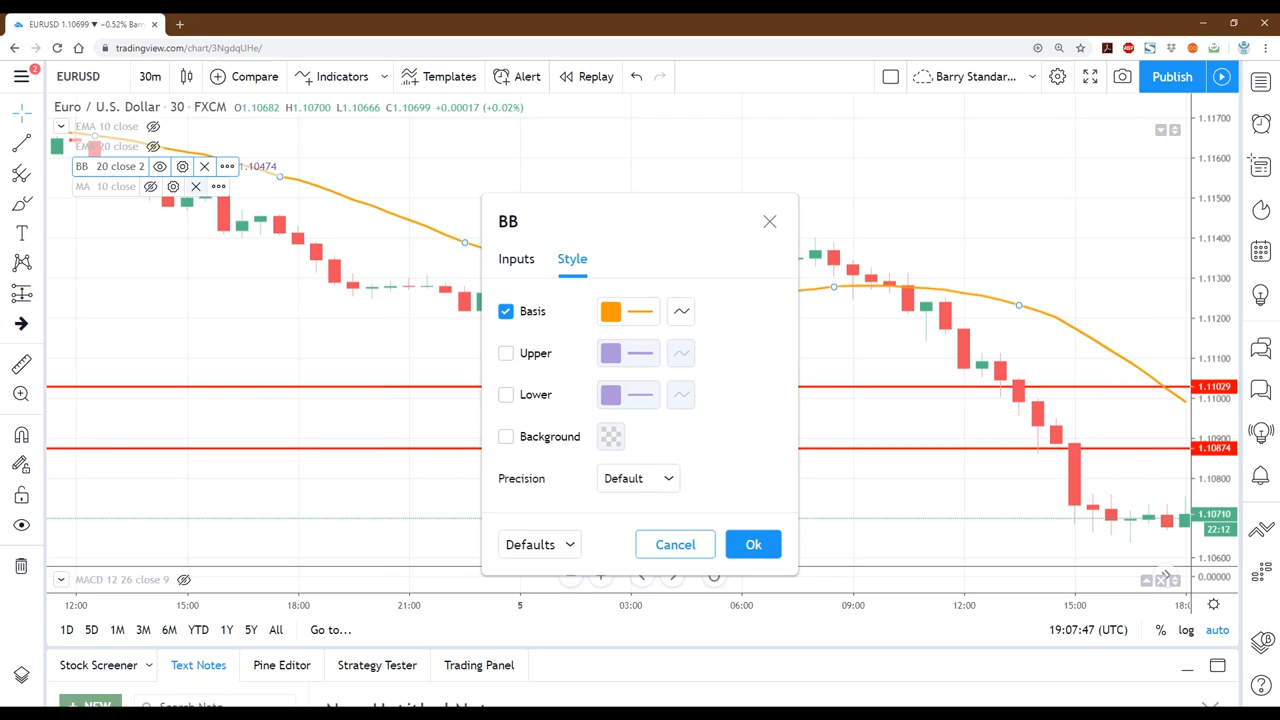 EURUSD 1.10699 ▼ −0.52% Bar
tradingview.com/chart/3NgdqUHe/
2
EURUSD 30m Compare Indicators Templates Alert Replay Barry Standar... Publish
Euro / U.S. Dollar · 30 · FXCM O1.10682 H1.10700 L1.10666 C1.10699 +0.00017 (+0.02%)
EMA 10 close
EMA 20 close
BB 20 close 2 1.10474
MA 10 close
BB
Inputs Style
Basis
Upper
Lower
Background
Precision Default
Defaults Cancel Ok
1.11700
1.11600
1.11500
1.11400
1.11300
1.11200
1.11100
1.11029
1.11000
1.10900
1.10874
1.10800
1.10710
22:12
1.10600
0.00000
MACD 12 26 close 9
12:00 15:00 18:00 21:00 5 03:00 06:00 09:00 12:00 15:00 18:
1D 5D 1M 3M 6M YTD 1Y 5Y All Go to... 19:07:47 (UTC) % log auto
Stock Screener Text Notes Pine Editor Strategy Tester Trading Panel